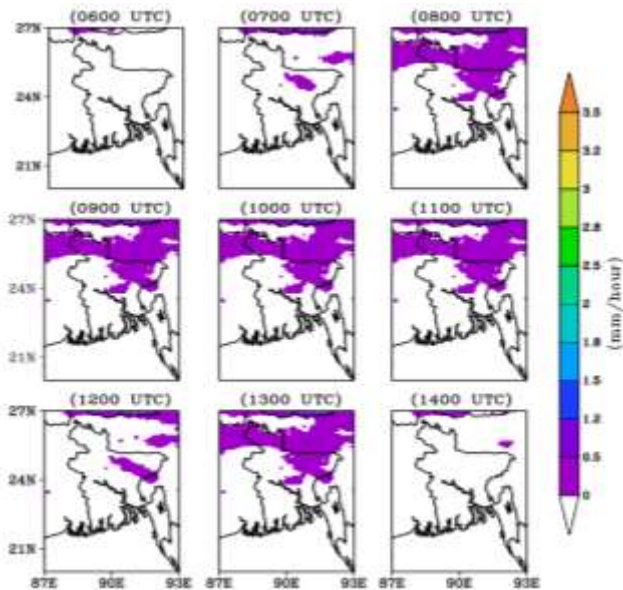 (0600 UTC) (0700 UTC) (0800 UTC)
27N
24N
21N
(0900 UTC) (1000 UTC) (1100 UTC)
27N
24N
21N
(1200 UTC) (1300 UTC) (1400 UTC)
27N
24N
21N
87E 90E 93E 87E 90E 93E 87E 90E 93E
3.5
3.2
3
2.8
2.5
2
1.8
1.5
1.2
0.5
0
(mm/hour)